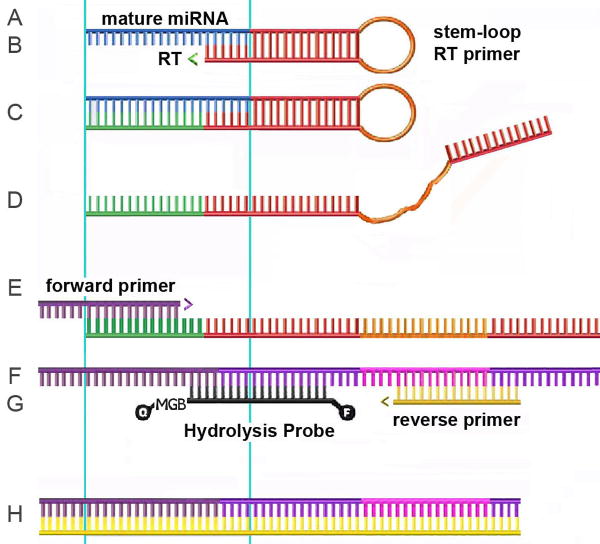 A
mature miRNA
B
stem-loop
RT primer
RT
C
D
E
forward primer
F
G
Q
MGB
F
Hydrolysis Probe
reverse primer
H